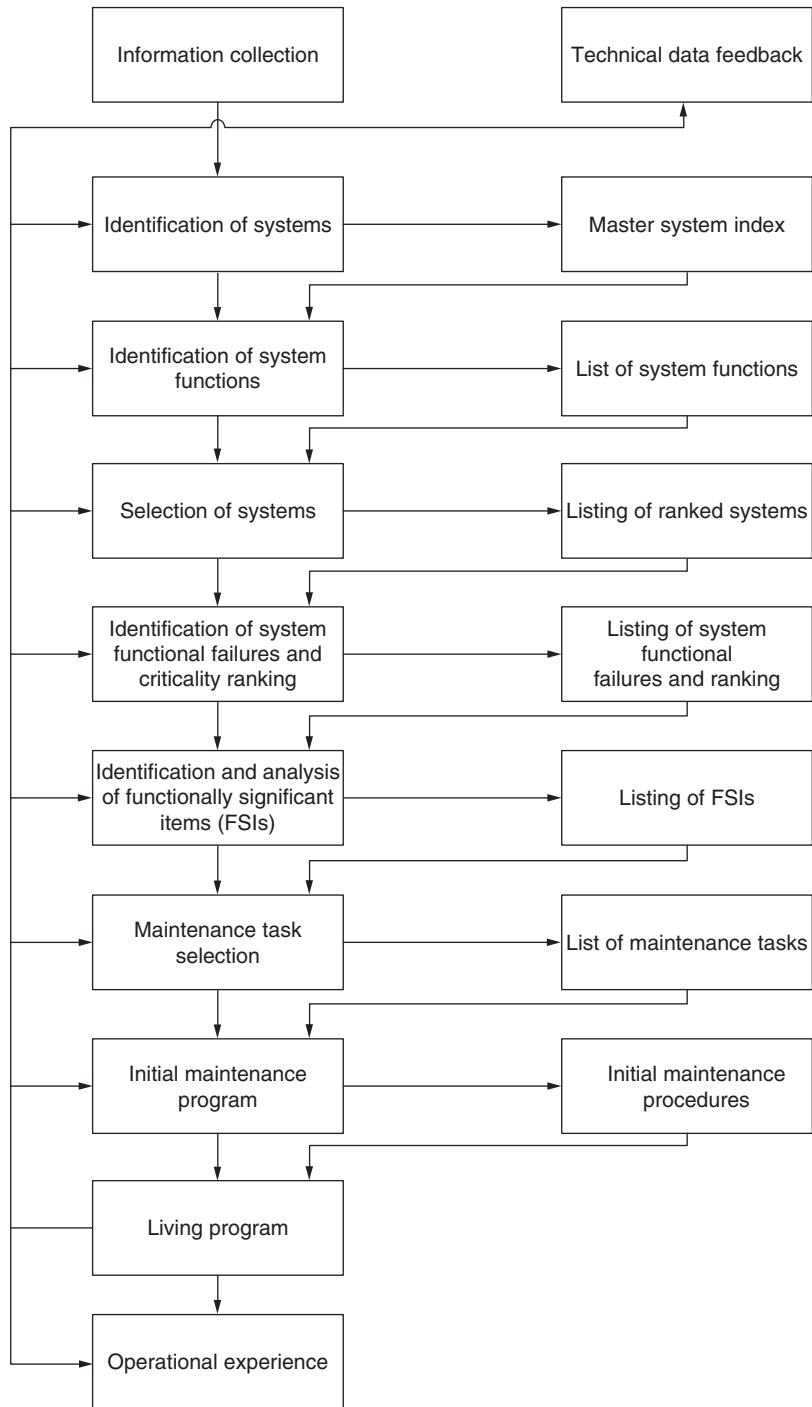 Information collection
Technical data feedback
Identification of systems
Master system index
Identification of system
functions
List of system functions
Selection of systems
Listing of ranked systems
Identification of system
functional failures and
criticality ranking
Listing of system
functional
failures and ranking
Identification and analysis
of functionally significant
items (FSIs)
Listing of FSIs
Maintenance task
selection
List of maintenance tasks
Initial maintenance
program
Initial maintenance
procedures
Living program
Operational experience